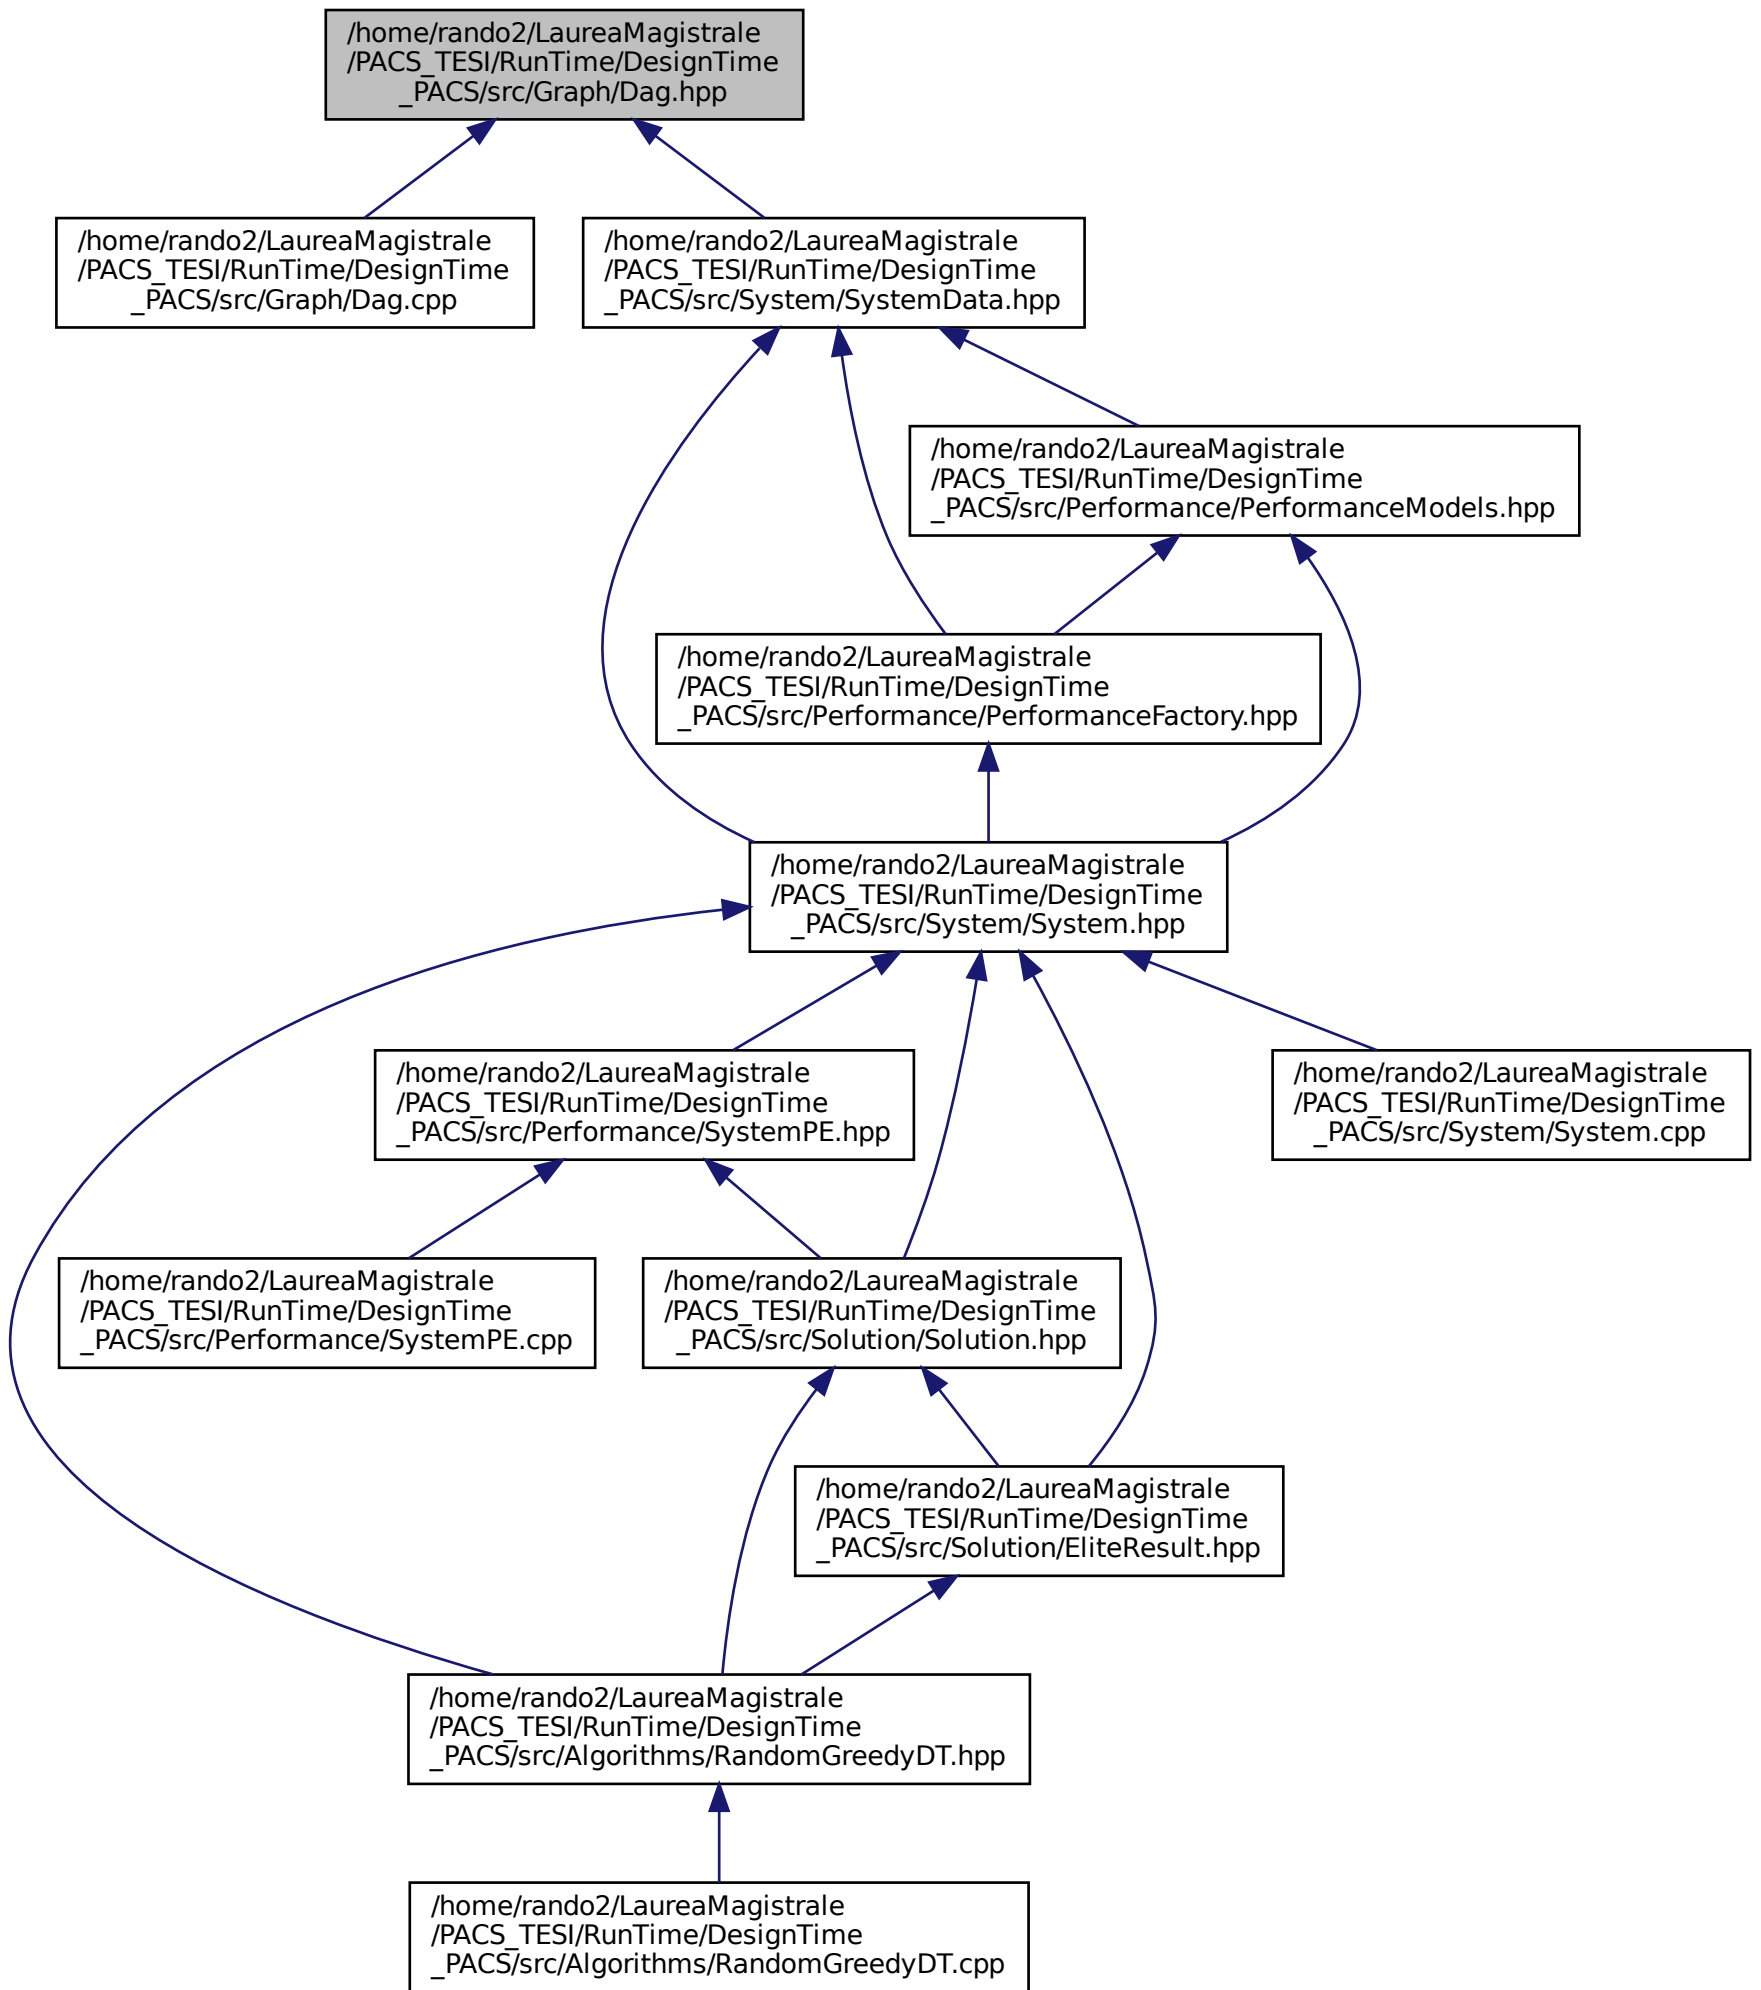 /home/rando2/LaureaMagistrale
/PACS_TESI/RunTime/DesignTime
_PACS/src/Graph/Dag.hpp
/home/rando2/LaureaMagistrale
/PACS_TESI/RunTime/DesignTime
_PACS/src/Graph/Dag.cpp
/home/rando2/LaureaMagistrale
/PACS_TESI/RunTime/DesignTime
_PACS/src/System/SystemData.hpp
/home/rando2/LaureaMagistrale
/PACS_TESI/RunTime/DesignTime
_PACS/src/Performance/PerformanceModels.hpp
/home/rando2/LaureaMagistrale
/PACS_TESI/RunTime/DesignTime
_PACS/src/Performance/PerformanceFactory.hpp
/home/rando2/LaureaMagistrale
/PACS_TESI/RunTime/DesignTime
_PACS/src/System/System.hpp
/home/rando2/LaureaMagistrale
/PACS_TESI/RunTime/DesignTime
_PACS/src/Performance/SystemPE.hpp
/home/rando2/LaureaMagistrale
/PACS_TESI/RunTime/DesignTime
_PACS/src/System/System.cpp
/home/rando2/LaureaMagistrale
/PACS_TESI/RunTime/DesignTime
_PACS/src/Performance/SystemPE.cpp
/home/rando2/LaureaMagistrale
/PACS_TESI/RunTime/DesignTime
_PACS/src/Solution/Solution.hpp
/home/rando2/LaureaMagistrale
/PACS_TESI/RunTime/DesignTime
_PACS/src/Solution/EliteResult.hpp
/home/rando2/LaureaMagistrale
/PACS_TESI/RunTime/DesignTime
_PACS/src/Algorithms/RandomGreedyDT.hpp
/home/rando2/LaureaMagistrale
/PACS_TESI/RunTime/DesignTime
_PACS/src/Algorithms/RandomGreedyDT.cpp